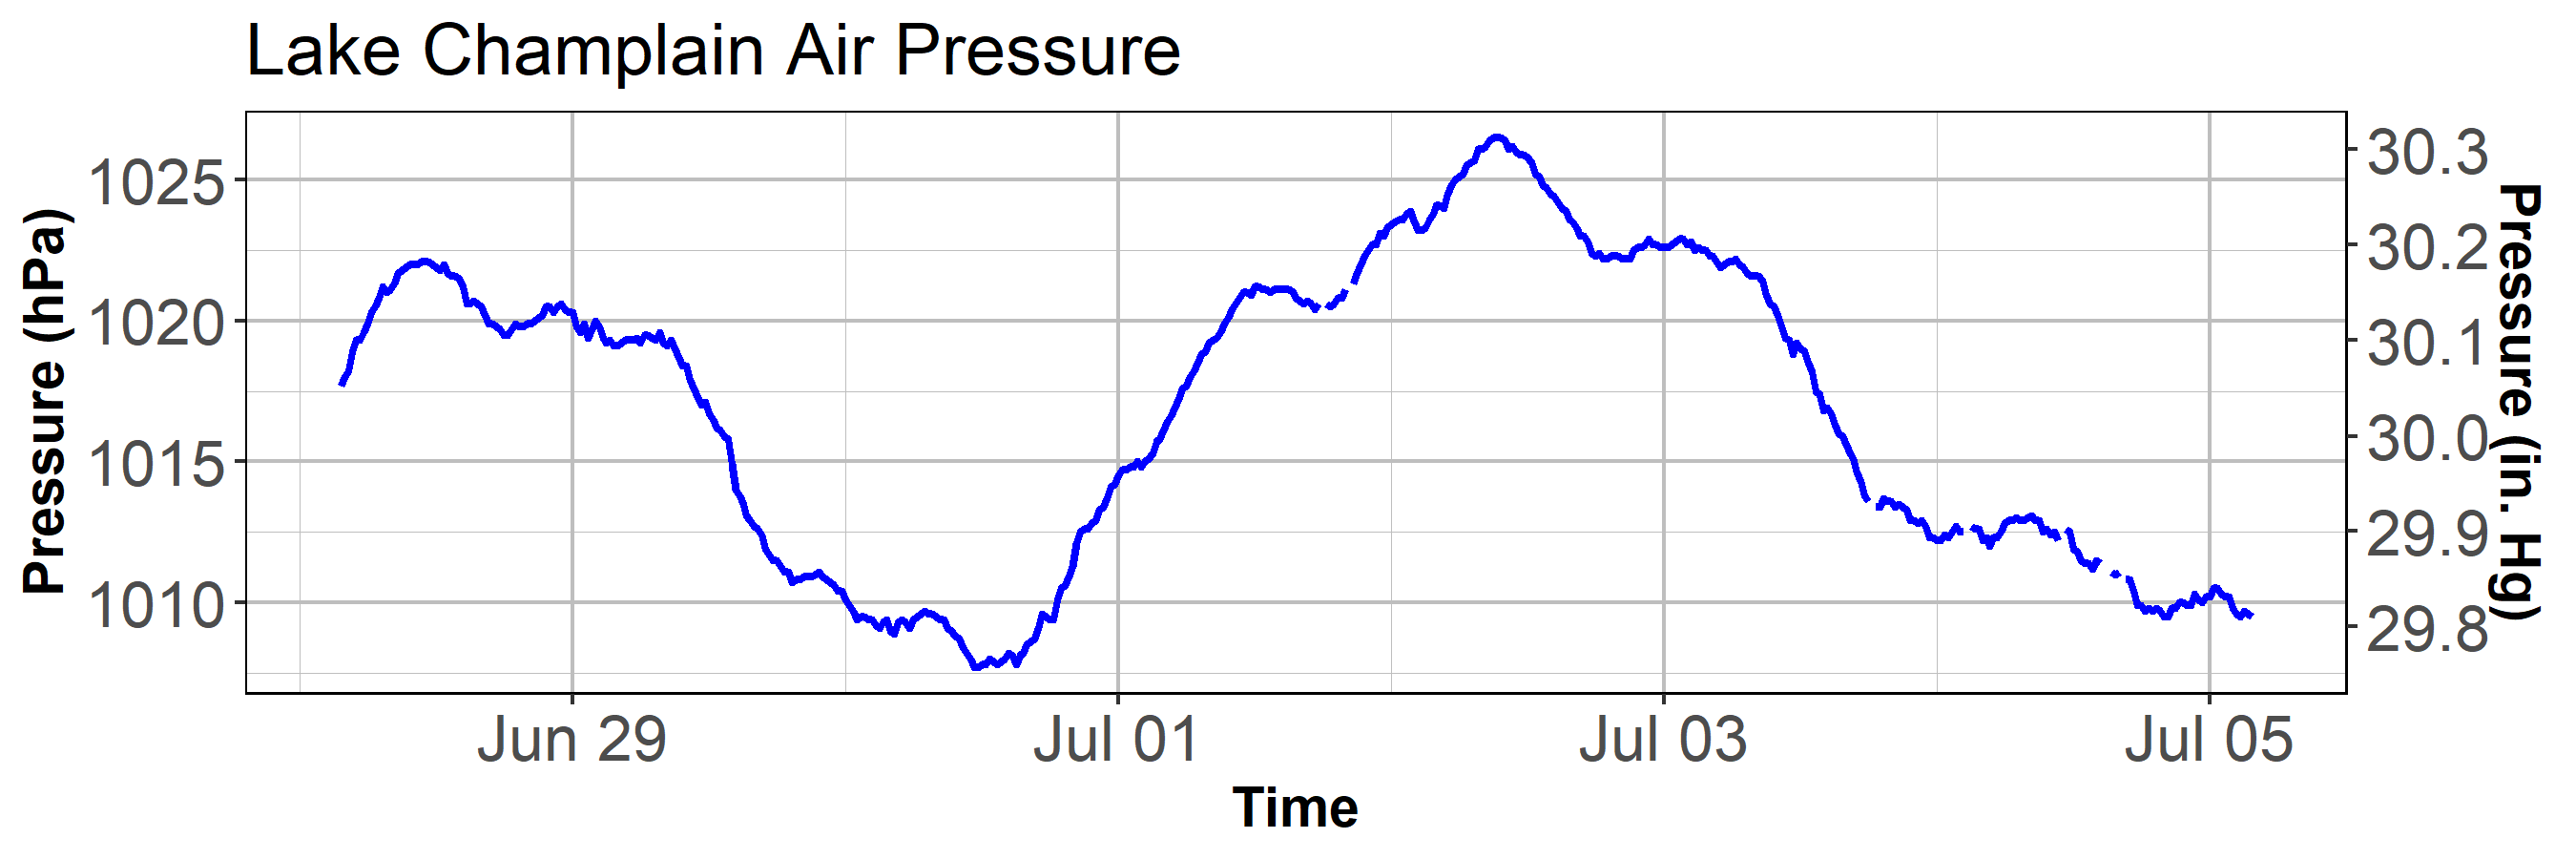 Lake Champlain Air Pressure
Pressure (hPa)
1025
1020
1015
1010
30.3
30.2
30.1
30.0
29.9
29.8
Pressure (in. Hg)
Jun 29
Jul 01
Jul 03
Jul 05
Time